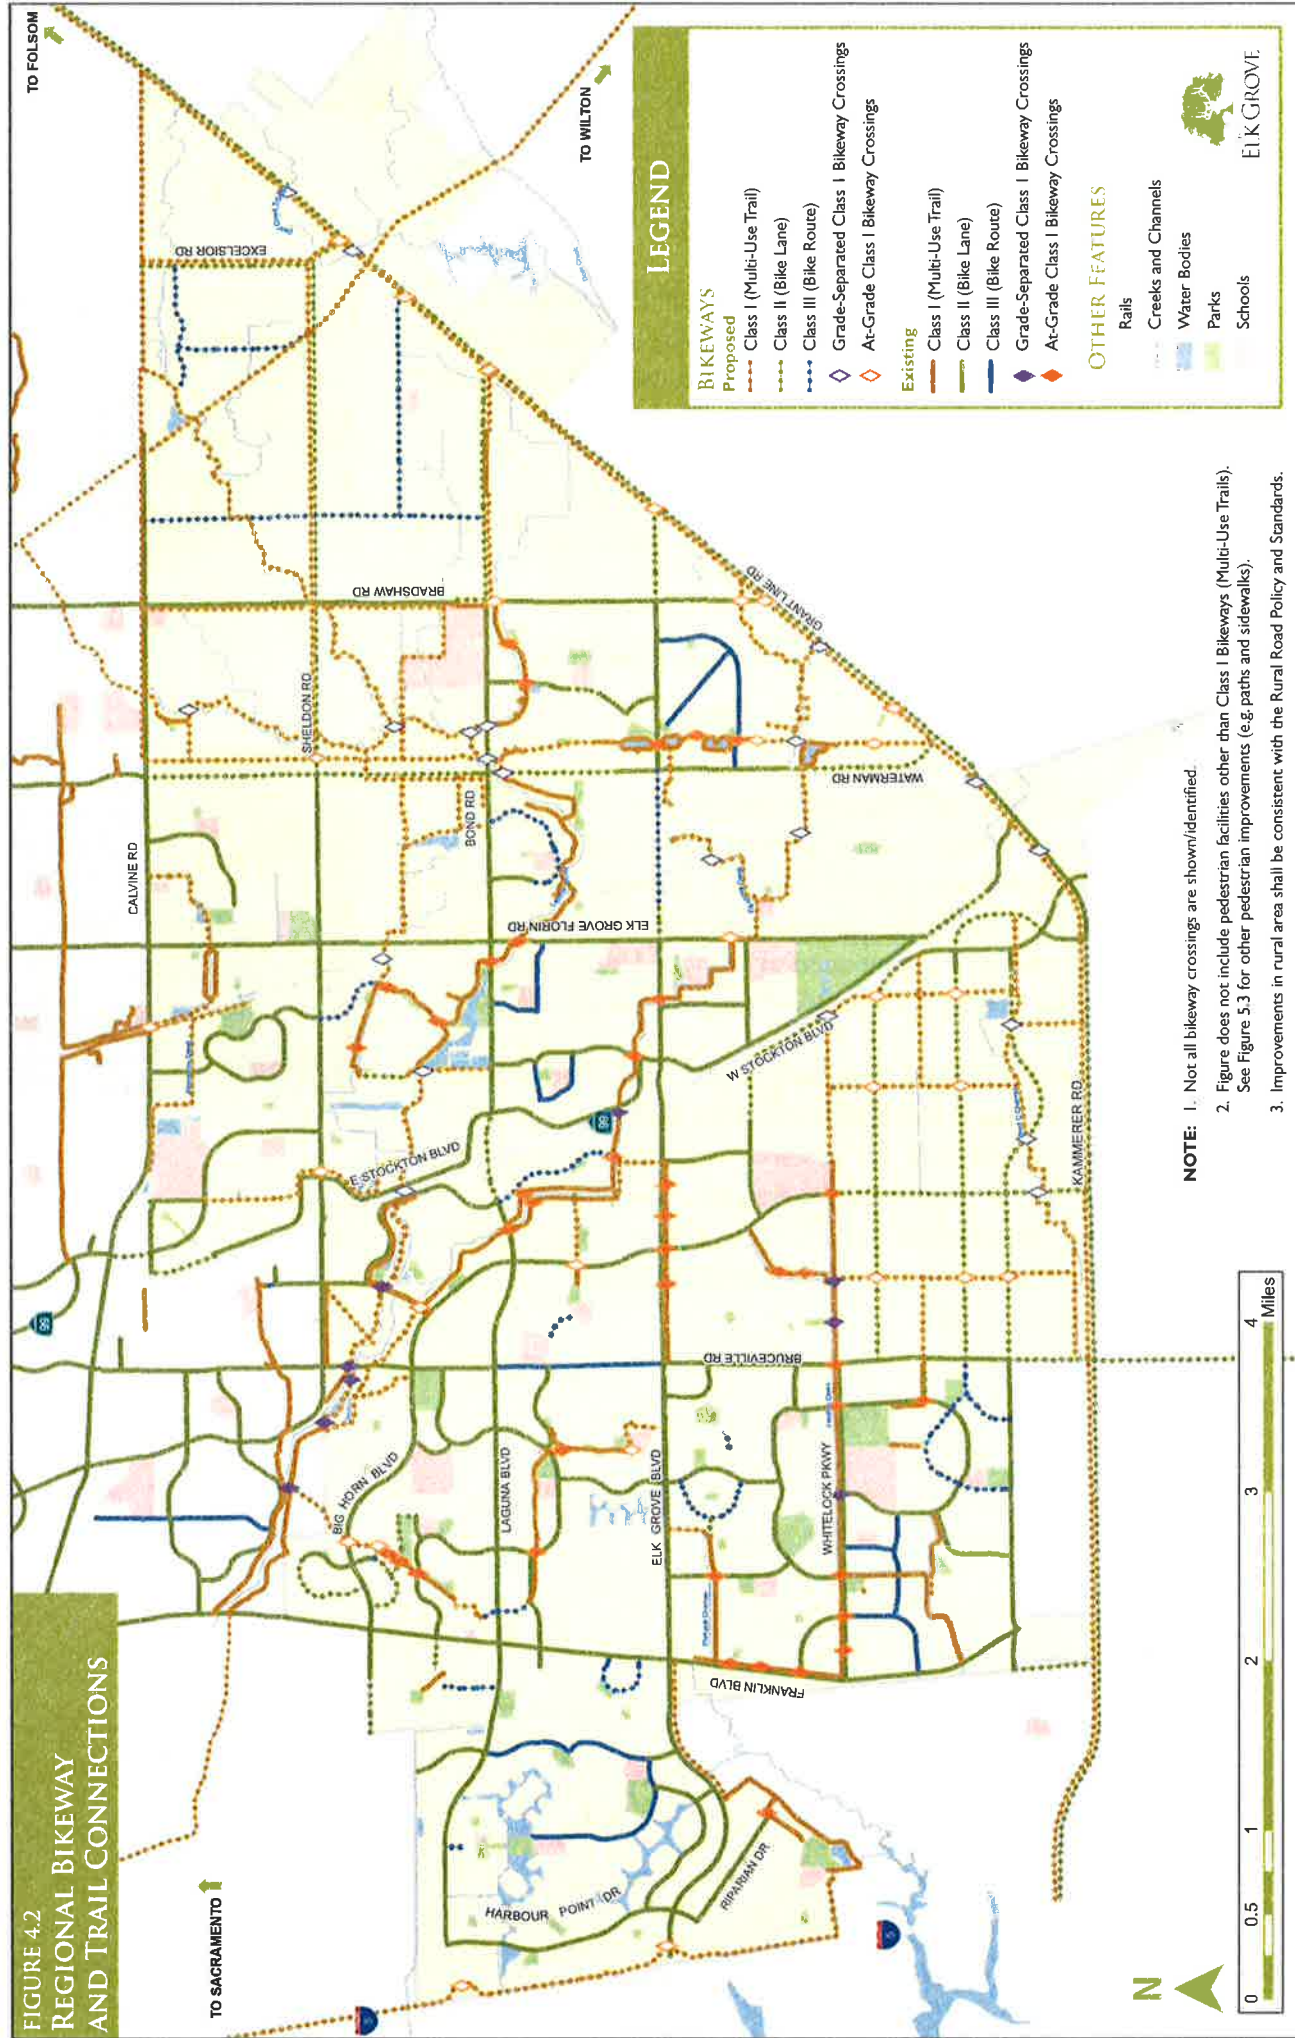 FIGURE 4.2
REGIONAL BIKEWAY
AND TRAIL CONNECTIONS
TO SACRAMENTO
TO FOLSOM
TO WILTON
5
5
99
99
EXCELSIOR RD
BRADSHAW RD
GRANT LINE RD
SHELDON RD
CALVINE RD
BOND RD
WATERMAN RD
ELK GROVE FLORIN RD
E STOCKTON BLVD
W STOCKTON BLVD
KAMMERER RD
BRUCEVILLE RD
BIG HORN BLVD
LAGUNA BLVD
ELK GROVE BLVD
WHITELOCK PKWY
FRANKLIN BLVD
HARBOUR POINT DR
RIPARIAN DR
LEGEND
BIKEWAYS
Proposed
Class I (Multi-Use Trail)
Class II (Bike Lane)
Class III (Bike Route)
Grade-Separated Class I Bikeway Crossings
At-Grade Class I Bikeway Crossings
Existing
Class I (Multi-Use Trail)
Class II (Bike Lane)
Class III (Bike Route)
Grade-Separated Class I Bikeway Crossings
At-Grade Class I Bikeway Crossings
OTHER FEATURES
Rails
Creeks and Channels
Water Bodies
Parks
Schools
ELK GROVE
NOTE: 1. Not all bikeway crossings are shown/identified.
2. Figure does not include pedestrian facilities other than Class I Bikeways (Multi-Use Trails).
See Figure 5.3 for other pedestrian improvements (e.g. paths and sidewalks).
3. Improvements in rural area shall be consistent with the Rural Road Policy and Standards.
N
0 0.5 1 2 3 4
Miles